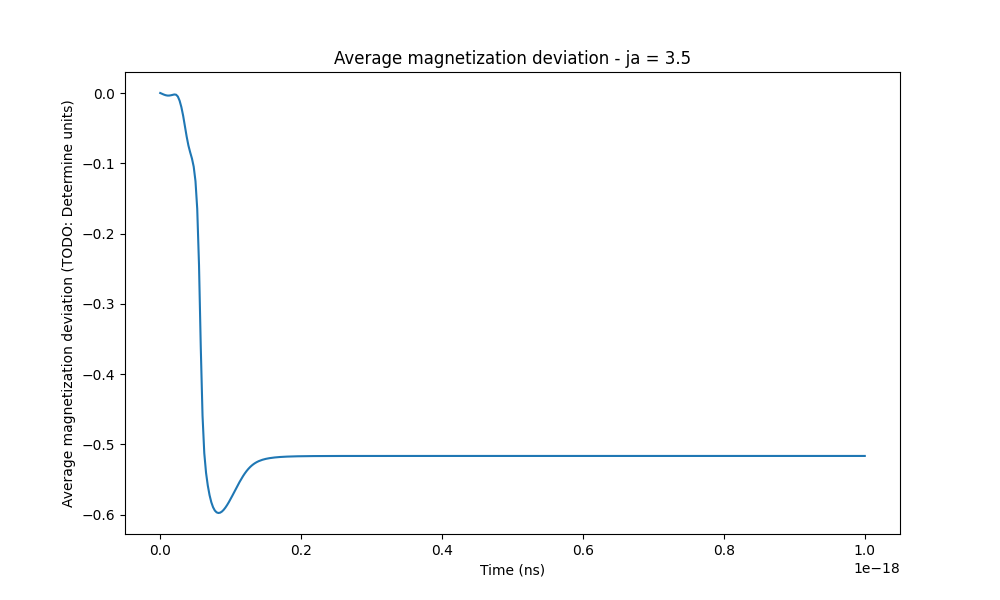 Average magnetization deviation - ja = 3.5
Average magnetization deviation (TODO: Determine units)
0.0
−0.1
−0.2
−0.3
−0.4
−0.5
−0.6
0.0 0.2 0.4 0.6 0.8 1.0
1e−18
Time (ns)